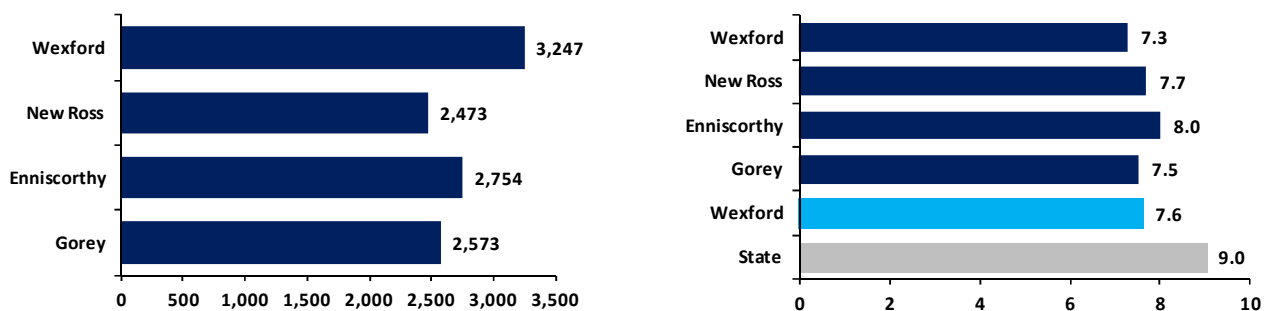 Wexford 3,247
New Ross 2,473
Enniscorthy 2,754
Gorey 2,573
0 500 1,000 1,500 2,000 2,500 3,000 3,500
Wexford 7.3
New Ross 7.7
Enniscorthy 8.0
Gorey 7.5
Wexford 7.6
State 9.0
0 2 4 6 8 10